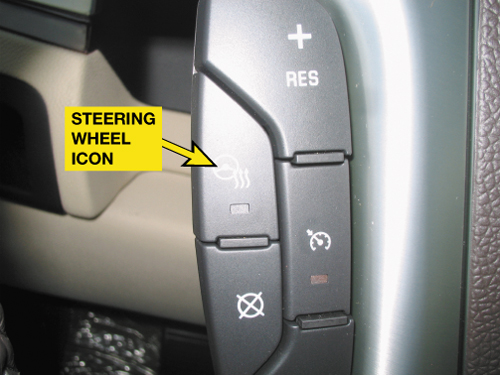 +
RES
STEERING
WHEEL
ICON